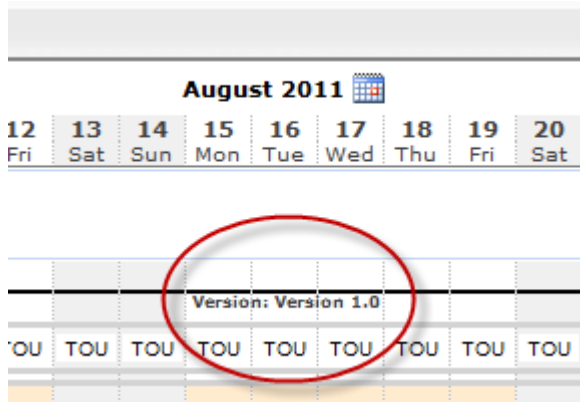 August 2011
12 13 14 15 16 17 18 19 20
Fri Sat Sun Mon Tue Wed Thu Fri Sat
Version: Version 1.0
TOU TOU TOU TOU TOU TOU TOU TOU TOU